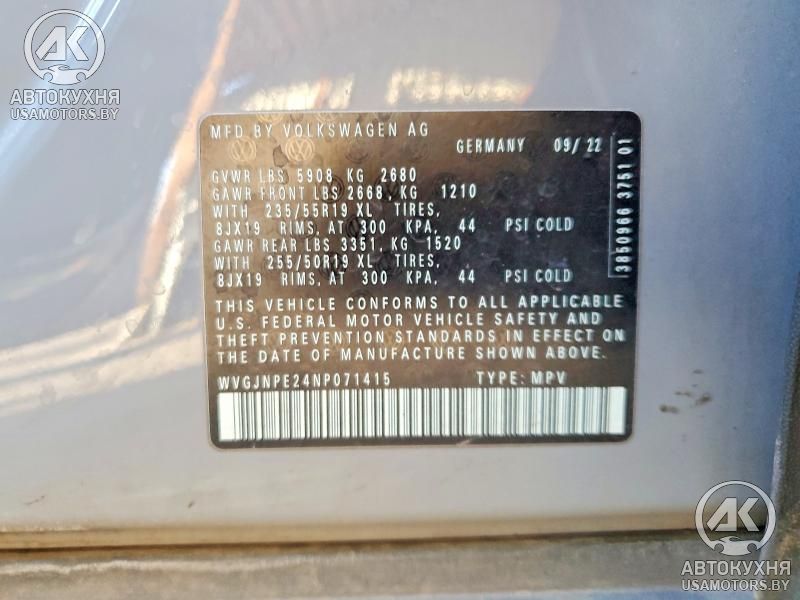 АК
АВТОКУХНЯ
USAMOTORS.BY
MFD BY VOLKSWAGEN AG
GERMANY 09/ 22
GVWR LBS 5908 KG 2680
GAWR FRONT LBS 2668, KG 1210
WITH 235/55R19 XL TIRES,
8JX19 RIMS, AT 300 KPA, 44 PSI COLD
GAWR REAR LBS 3351, KG 1520
WITH 255/50R19 XL TIRES,
8JX19 RIMS, AT 300 KPA, 44 PSI COLD
3850966 3751 01
THIS VEHICLE CONFORMS TO ALL APPLICABLE
U.S. FEDERAL MOTOR VEHICLE SAFETY AND
THEFT PREVENTION STANDARDS IN EFFECT ON
THE DATE OF MANUFACTURE SHOWN ABOVE.
WVGJNPE24NP071415 TYPE: MPV
АК
АВТОКУХНЯ
USAMOTORS.BY